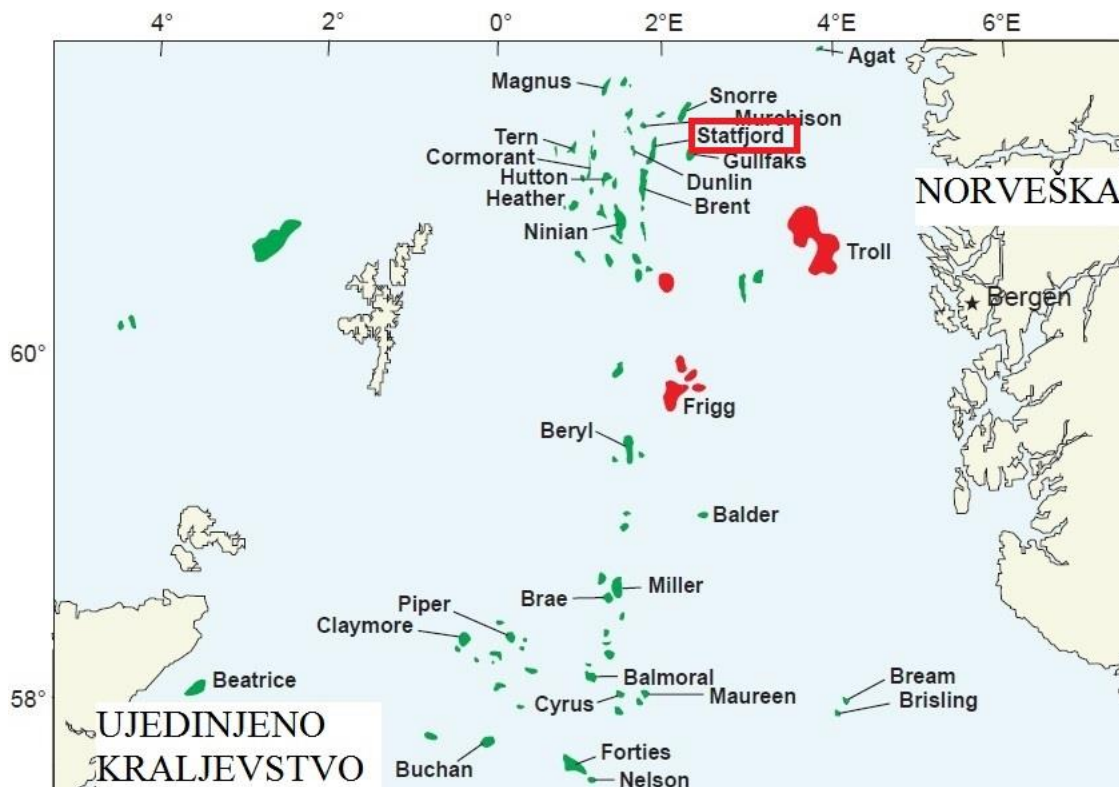 4°
2°
0°
2°E
4°E
6°E
Agat
Magnus
Snorre
Murchison
Statfjord
Tern
Gullfaks
Cormorant
Dunlin
Hutton
Heather
Brent
NORVEŠKA
Ninian
Troll
Bergen
60°
Frigg
Beryl
Balder
Miller
Brae
Piper
Claymore
Beatrice
Balmoral
Bream
58°
Cyrus
Maureen
Brisling
UJEDINJENO
KRALJEVSTVO
Buchan
Forties
Nelson